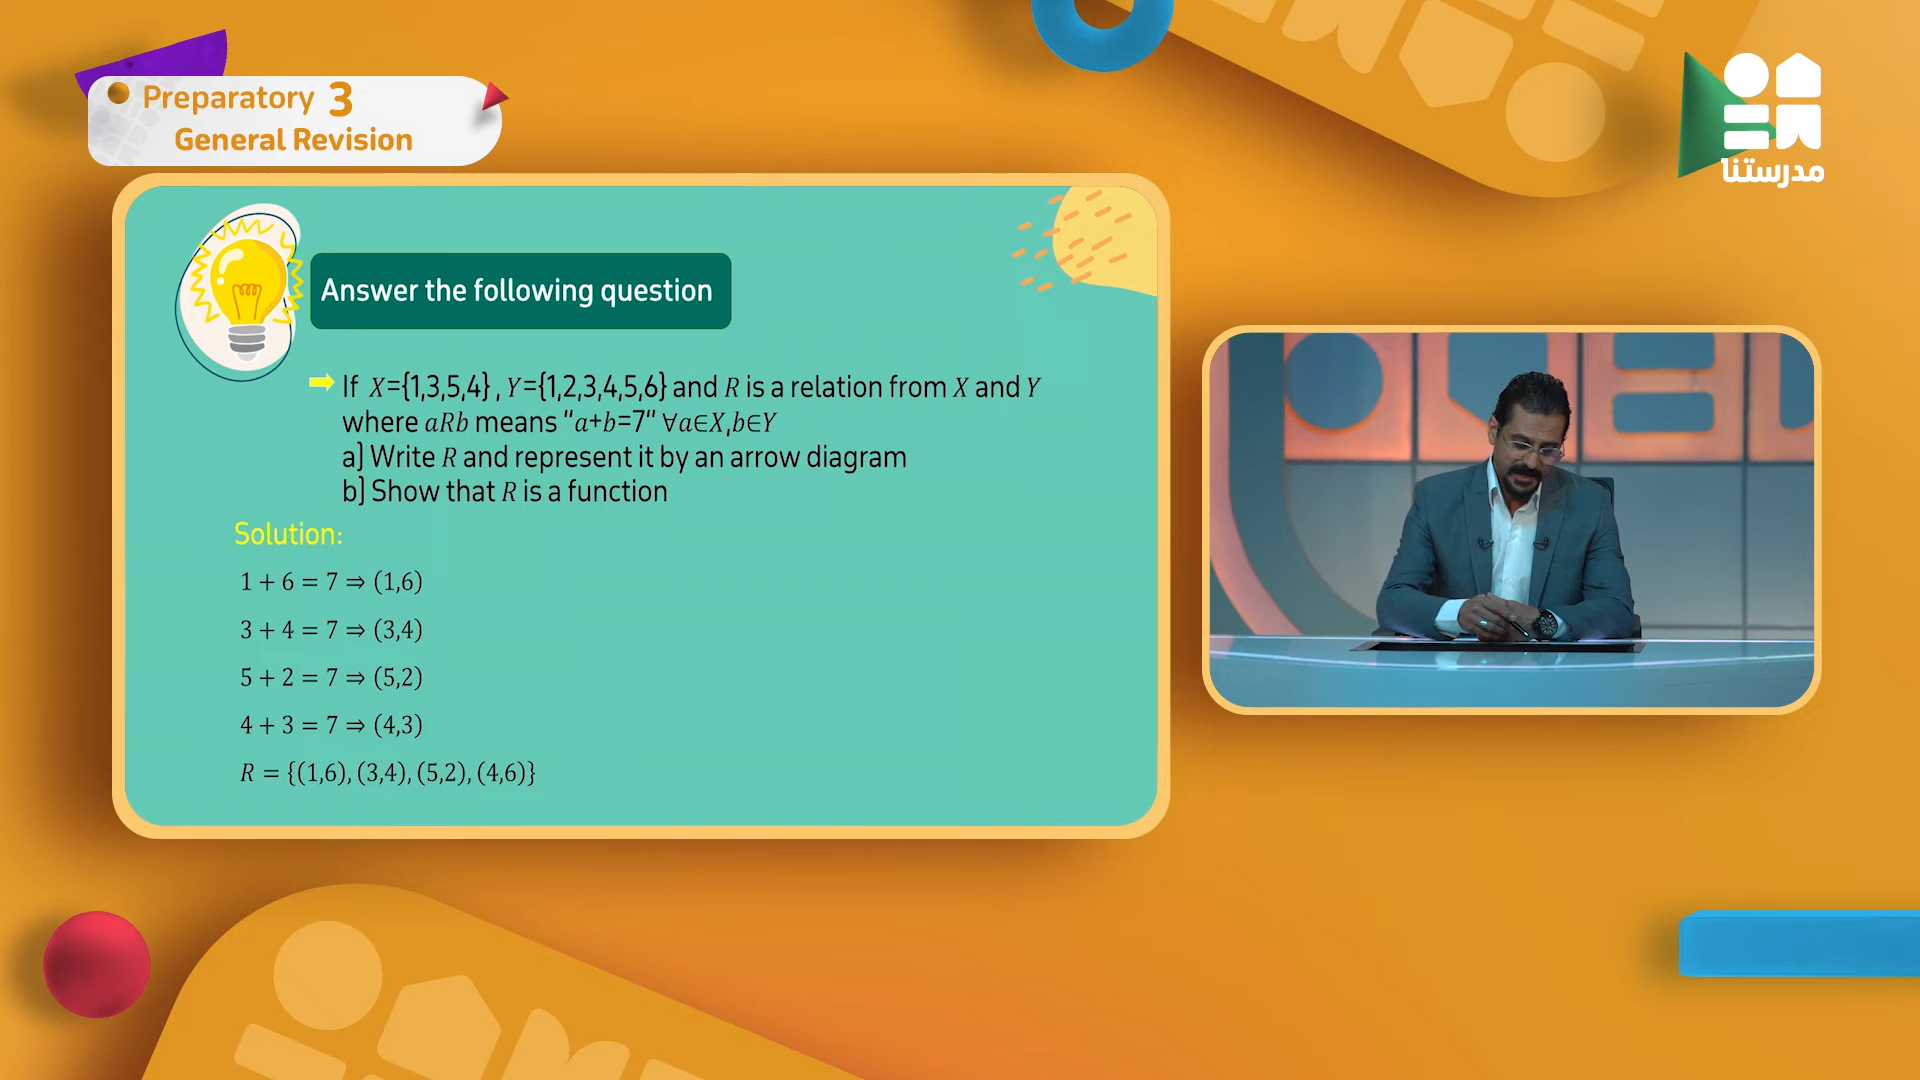 Preparatory 3
General Revision
مدرستنا
Answer the following question
If X={1,3,5,4} , Y={1,2,3,4,5,6} and R is a relation from X and Y
where aRb means "a+b=7" ∀a∈X,b∈Y
a) Write R and represent it by an arrow diagram
b) Show that R is a function
Solution:
1 + 6 = 7 ⇒ (1,6)
3 + 4 = 7 ⇒ (3,4)
5 + 2 = 7 ⇒ (5,2)
4 + 3 = 7 ⇒ (4,3)
R = {(1,6), (3,4), (5,2), (4,6)}